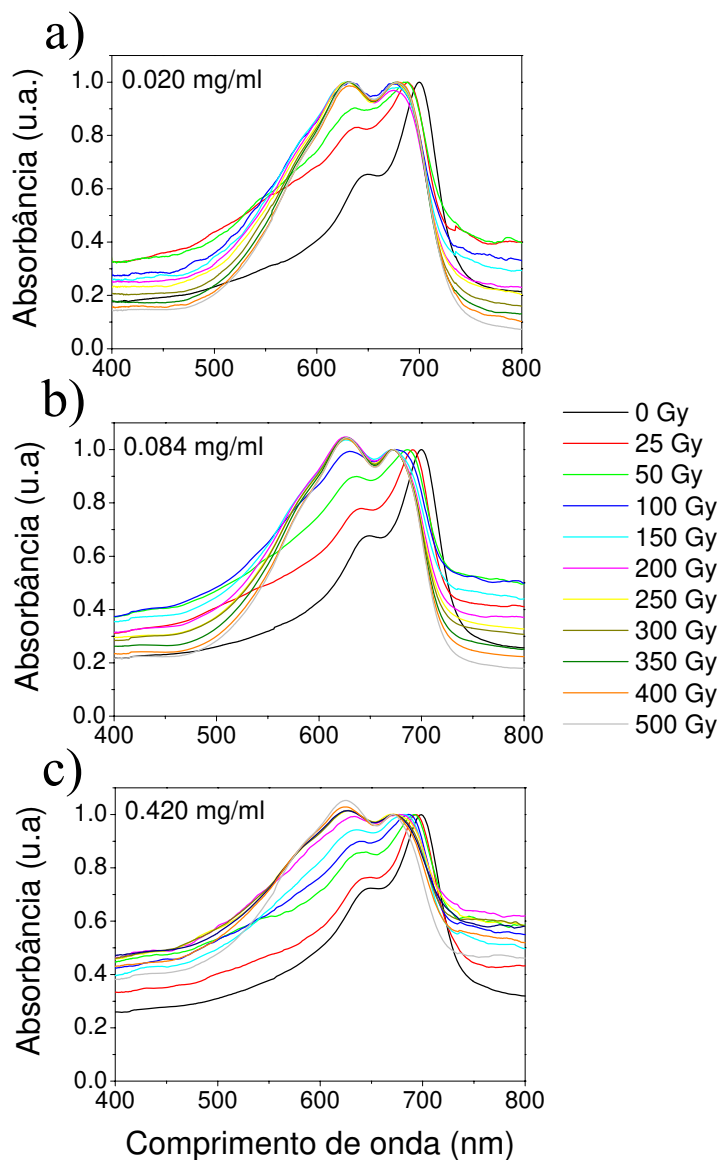 a)
0.020 mg/ml
Absorbância (u.a.)
1.0
0.8
0.6
0.4
0.2
0.0
400 500 600 700 800
b)
0.084 mg/ml
Absorbância (u.a)
1.0
0.8
0.6
0.4
0.2
0.0
400 500 600 700 800
0 Gy
25 Gy
50 Gy
100 Gy
150 Gy
200 Gy
250 Gy
300 Gy
350 Gy
400 Gy
500 Gy
c)
0.420 mg/ml
Absorbância (u.a)
1.0
0.8
0.6
0.4
0.2
0.0
400 500 600 700 800
Comprimento de onda (nm)